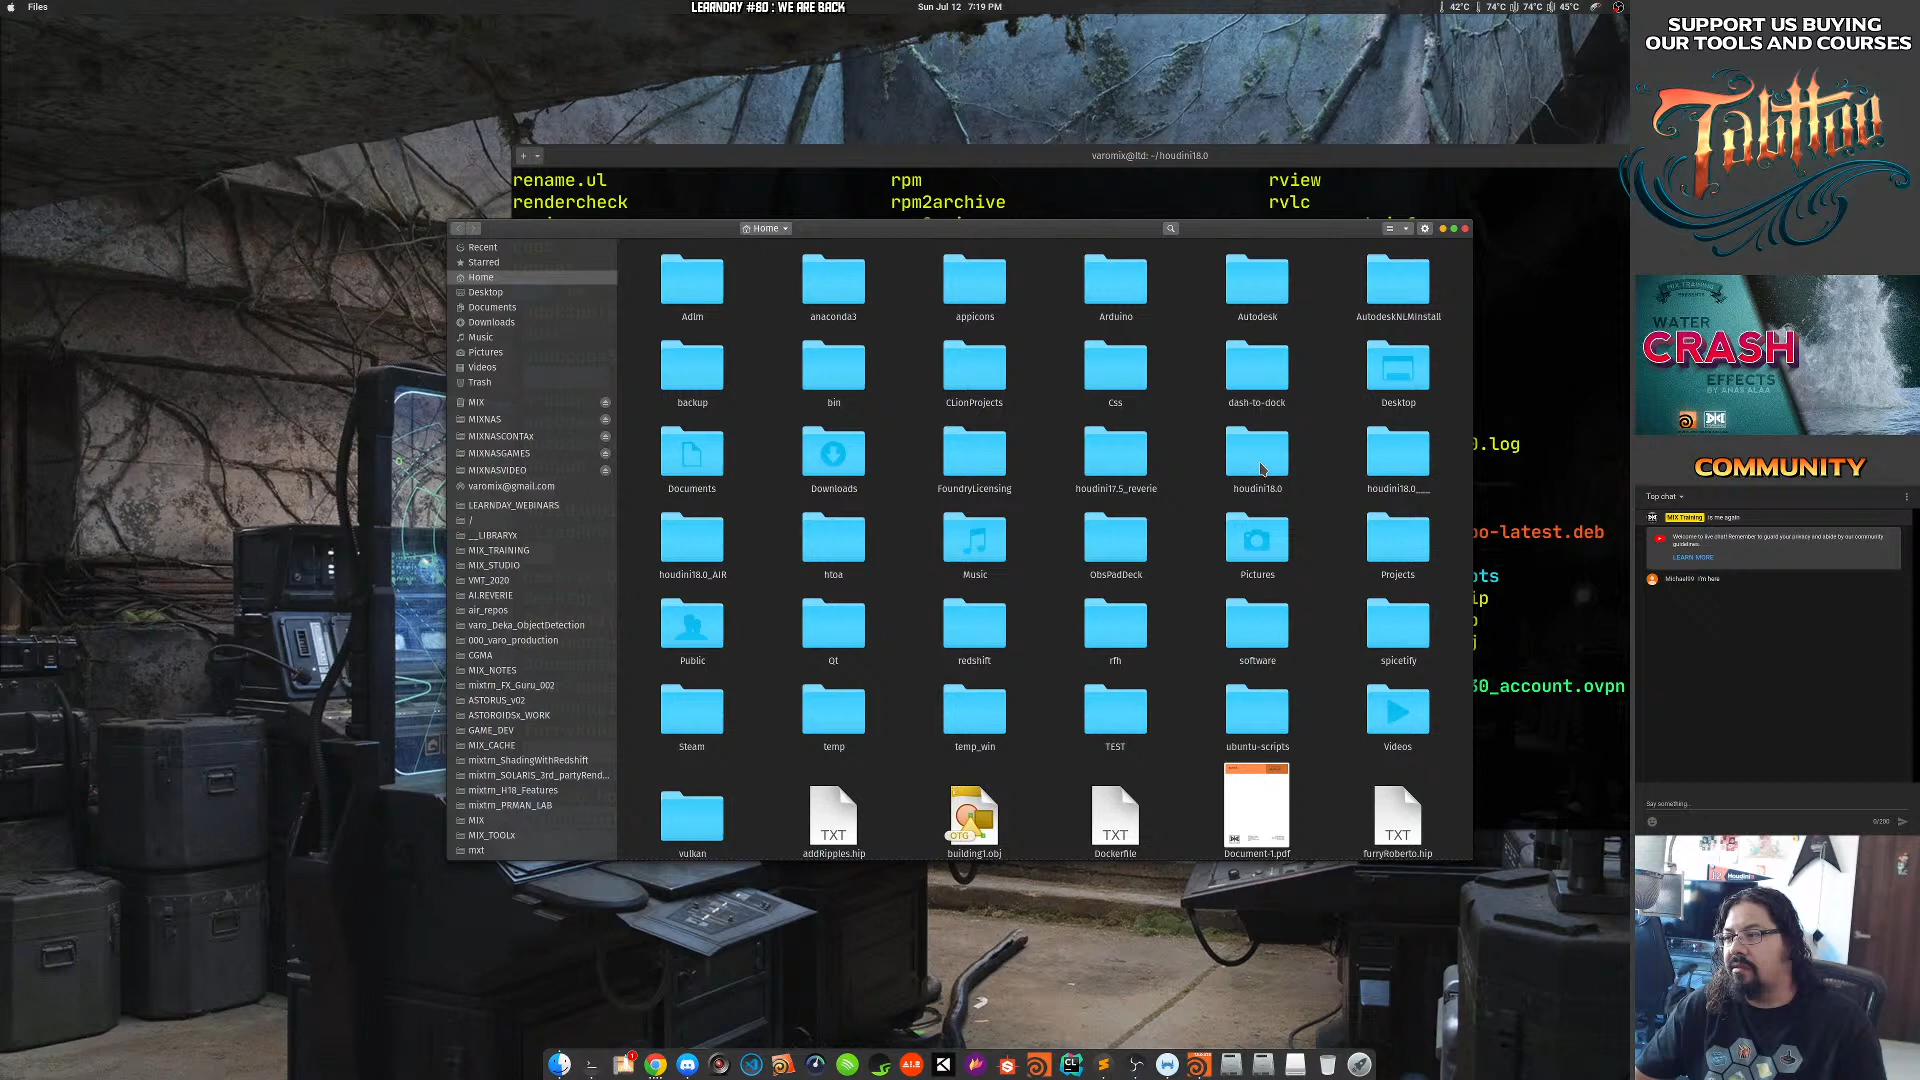 Files
LEARNDAY #80 : WE ARE BACK
Sun Jul 12 7:19 PM
42°C
74°C
74°C
45°C
varomix@ltd: ~/houdini18.0
rename.ul
rpm
rview
rendercheck
rpm2archive
rvlc
Home
Recent
Starred
Home
Desktop
Documents
Downloads
Music
Pictures
Videos
Trash
MIX
MIXNAS
MIXNASCONTAx
MIXNASGAMES
MIXNASVIDEO
varomix@gmail.com
LEARNDAY_WEBINARS
/
__LIBRARYx
MIX_TRAINING
MIX_STUDIO
VMT_2020
AI.REVERIE
air_repos
varo_Deka_ObjectDetection
000_varo_production
CGMA
MIX_NOTES
mixtrn_FX_Guru_002
ASTORUS_v02
ASTOROIDSx_WORK
GAME_DEV
MIX_CACHE
mixtrn_ShadingWithRedshift
mixtrn_SOLARIS_3rd_partyRend...
mixtrn_H18_Features
mixtrn_PRMAN_LAB
MIX
MIX_TOOLx
mxt
Adlm
anaconda3
appicons
Arduino
Autodesk
AutodeskNLMInstall
backup
bin
CLionProjects
Css
dash-to-dock
Desktop
Documents
Downloads
FoundryLicensing
houdini17.5_reverie
houdini18.0
houdini18.0___
houdini18.0_AIR
htoa
Music
ObsPadDeck
Pictures
Projects
Public
Qt
redshift
rfh
software
spicetify
Steam
temp
temp_win
TEST
ubuntu-scripts
Videos
vulkan
TXT
addRipples.hip
OTG
building1.obj
TXT
Dockerfile
Document-1.pdf
TXT
furryRoberto.hip
0.log
oo-latest.deb
ots
ip
30_account.ovpn
SUPPORT US BUYING
OUR TOOLS AND COURSES
Tabttoo
MIX TRAINING
PRESENTS
WATER
CRASH
EFFECTS
BY ANAS ALAA
COMMUNITY
Top chat
MIX Training is me again
Welcome to live chat! Remember to guard your privacy and abide by our community
guidelines.
LEARN MORE
Michael99 I'm here
Say something...
0/200